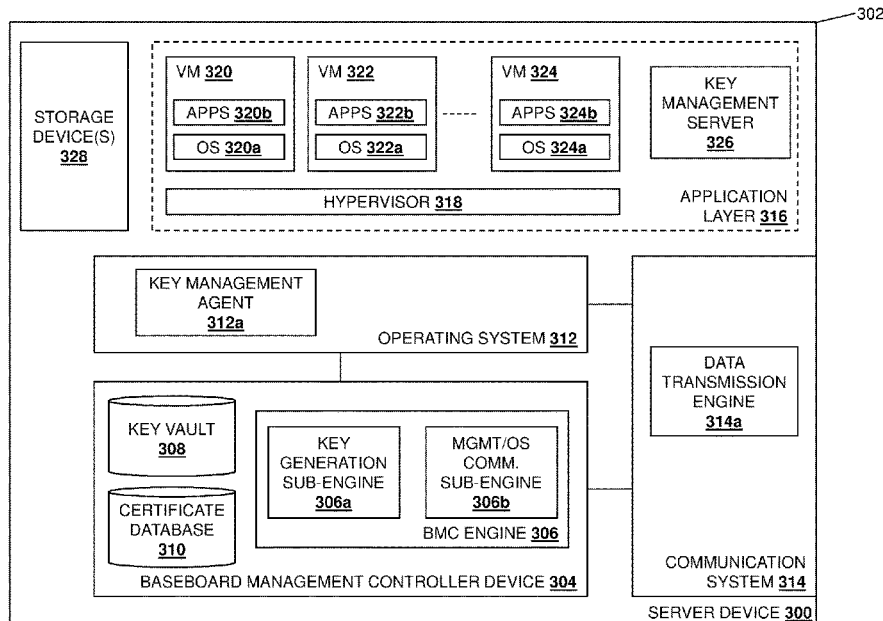 302
STORAGE
DEVICE(S)
328
VM 320
APPS 320b
OS 320a
VM 322
APPS 322b
OS 322a
VM 324
APPS 324b
OS 324a
KEY
MANAGEMENT
SERVER
326
HYPERVISOR 318
APPLICATION
LAYER 316
KEY MANAGEMENT
AGENT
312a
OPERATING SYSTEM 312
DATA
TRANSMISSION
ENGINE
314a
KEY VAULT
308
CERTIFICATE
DATABASE
310
KEY
GENERATION
SUB-ENGINE
306a
MGMT/OS
COMM.
SUB-ENGINE
306b
BMC ENGINE 306
BASEBOARD MANAGEMENT CONTROLLER DEVICE 304
COMMUNICATION
SYSTEM 314
SERVER DEVICE 300